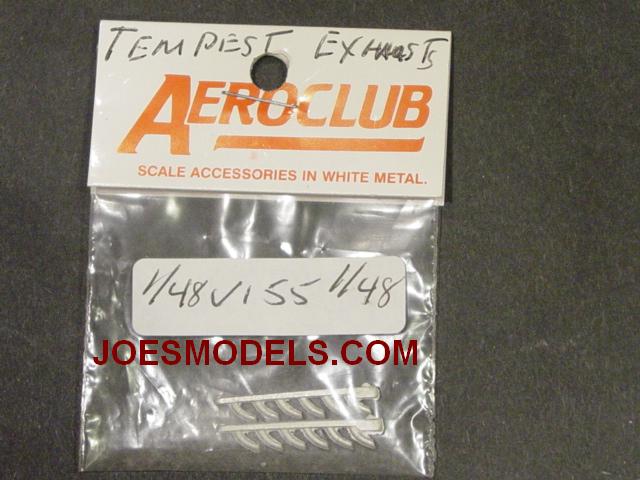 TEMPEST EXHAUSTS
AEROCLUB
SCALE ACCESSORIES IN WHITE METAL.
1/48 V155 1/48
JOESMODELS.COM